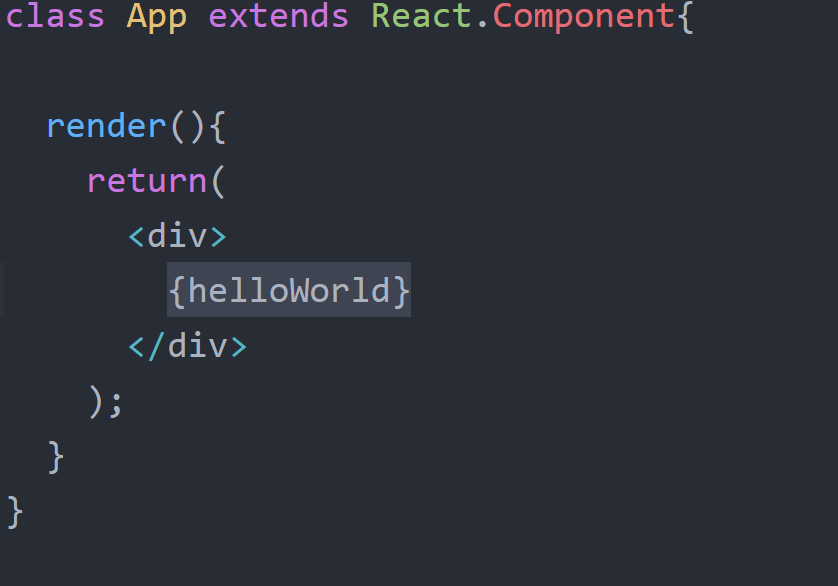 class App extends React.Component{
render(){
return(
<div>
{helloWorld}
</div>
);
}
}